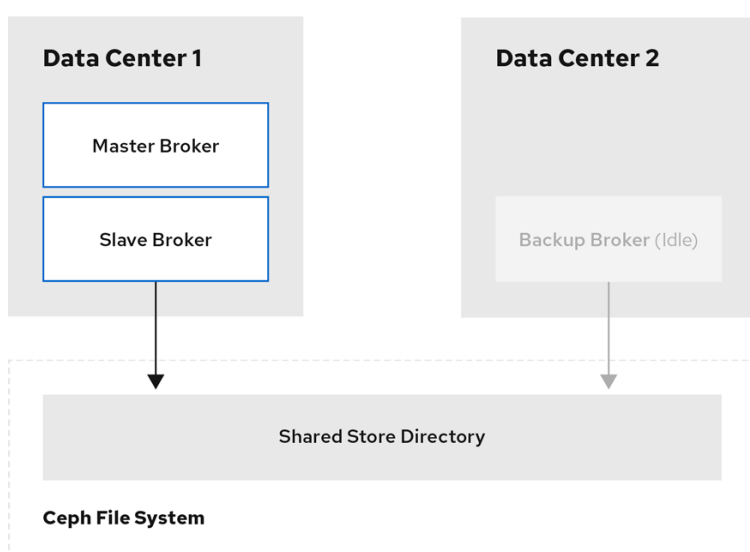 Data Center 1
Data Center 2
Master Broker
Slave Broker
Backup Broker (Idle)
Shared Store Directory
Ceph File System